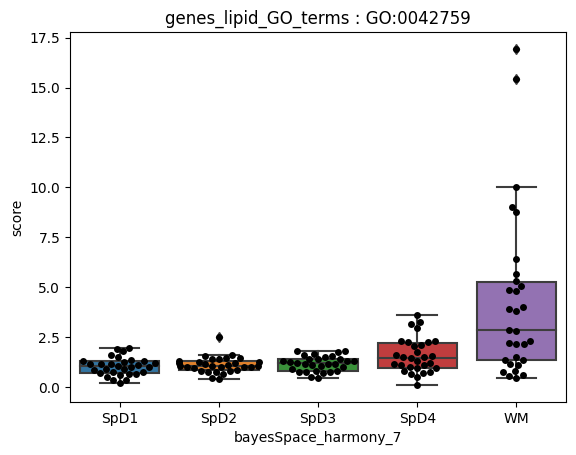 genes_lipid_GO_terms : GO:0042759
17.5
15.0
12.5
10.0
7.5
5.0
2.5
0.0
score
SpD1 SpD2 SpD3 SpD4 WM
bayesSpace_harmony_7